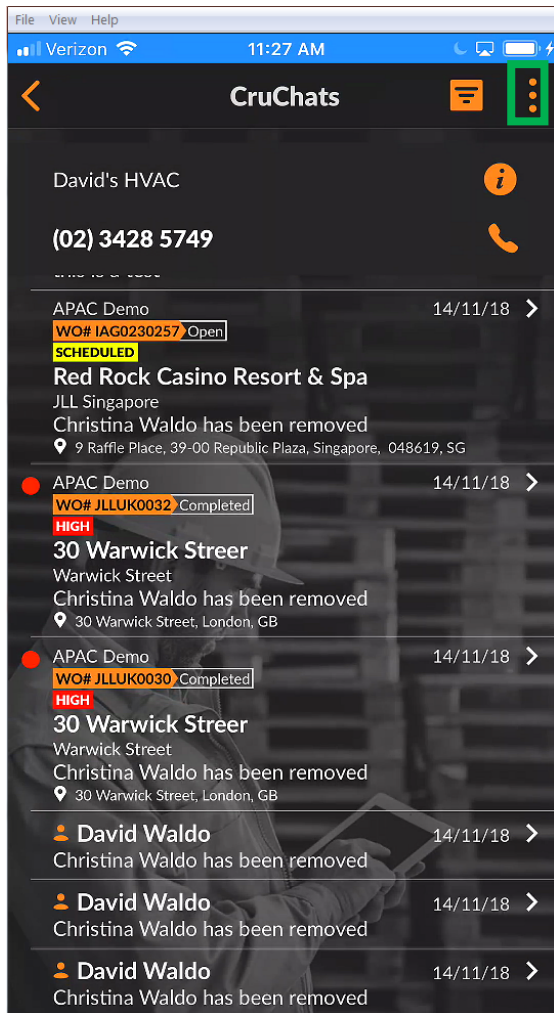 File View Help
Verizon 11:27 AM
CruChats
David's HVAC
(02) 3428 5749
this is a test
APAC Demo 14/11/18
WO# IAG0230257 Open
SCHEDULED
Red Rock Casino Resort & Spa
JLL Singapore
Christina Waldo has been removed
9 Raffle Place, 39-00 Republic Plaza, Singapore, 048619, SG
APAC Demo 14/11/18
WO# JLLUK0032 Completed
HIGH
30 Warwick Streer
Warwick Street
Christina Waldo has been removed
30 Warwick Street, London, GB
APAC Demo 14/11/18
WO# JLLUK0030 Completed
HIGH
30 Warwick Streer
Warwick Street
Christina Waldo has been removed
30 Warwick Street, London, GB
David Waldo 14/11/18
Christina Waldo has been removed
David Waldo 14/11/18
Christina Waldo has been removed
David Waldo 14/11/18
Christina Waldo has been removed